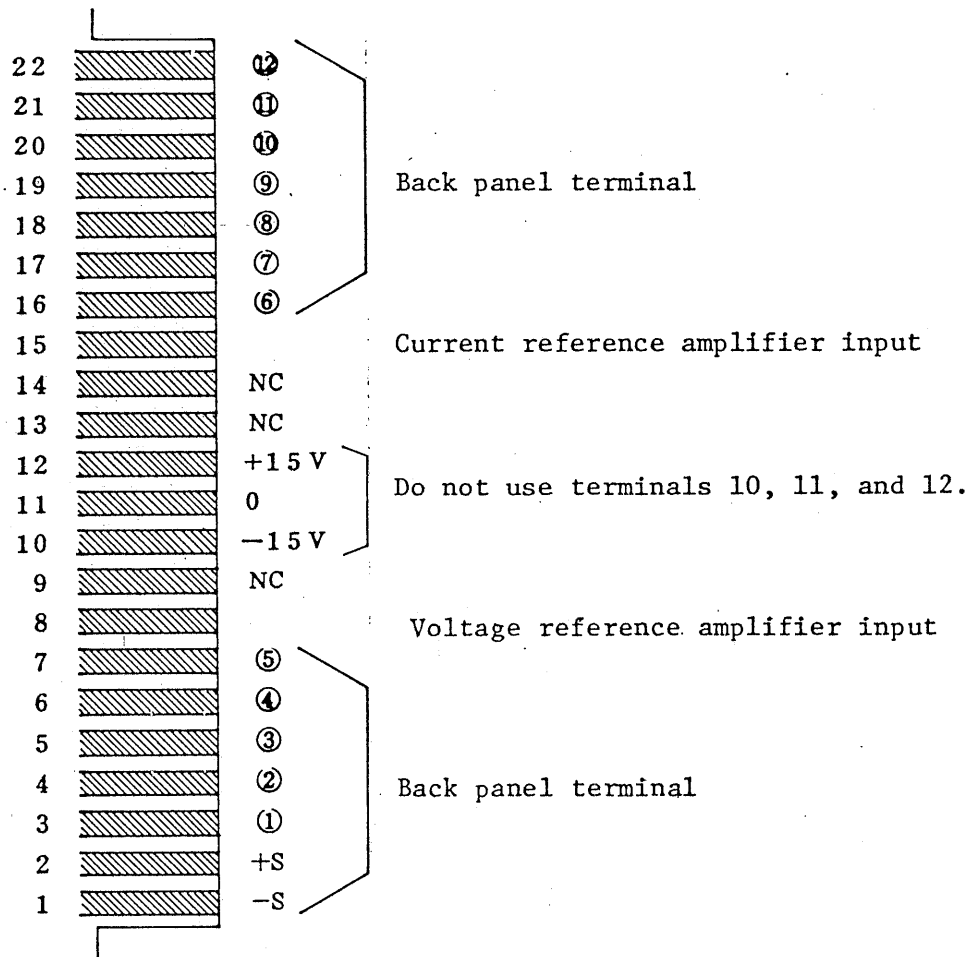 22 ⑫
21 ⑪
20 ⑩
19 ⑨ Back panel terminal
18 ⑧
17 ⑦
16 ⑥
15 Current reference amplifier input
14 NC
13 NC
12 +15V
11 0 Do not use terminals 10, 11, and 12.
10 −15V
9 NC
8 Voltage reference amplifier input
7 ⑤
6 ④
5 ③
4 ② Back panel terminal
3 ①
2 +S
1 −S